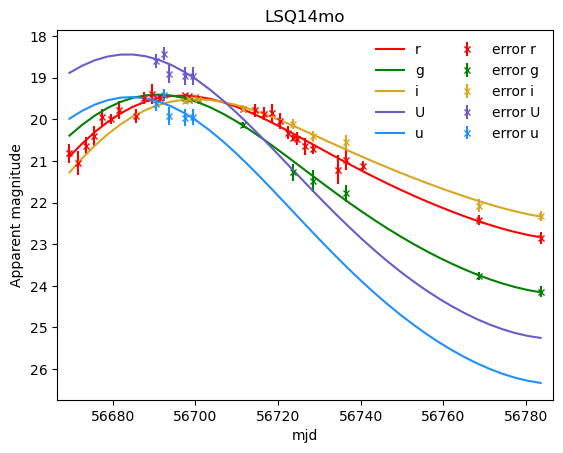 LSQ14mo
Apparent magnitude
18
19
20
21
22
23
24
25
26
r
g
i
U
u
error r
error g
error i
error U
error u
56680
56700
56720
56740
56760
56780
mjd